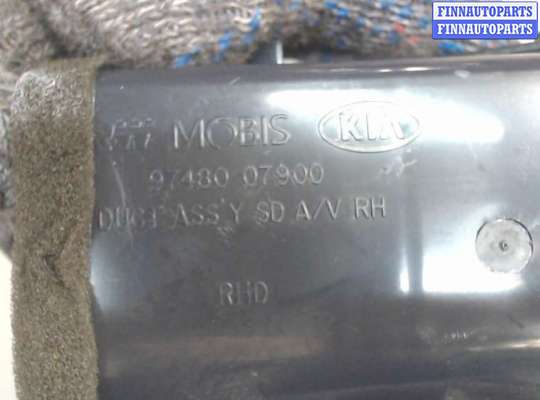 FINNAUTOPARTS
FINNAUTOPARTS
MOBIS KIA
97480 07900
DUCT ASS'Y SD A/V RH
RHD